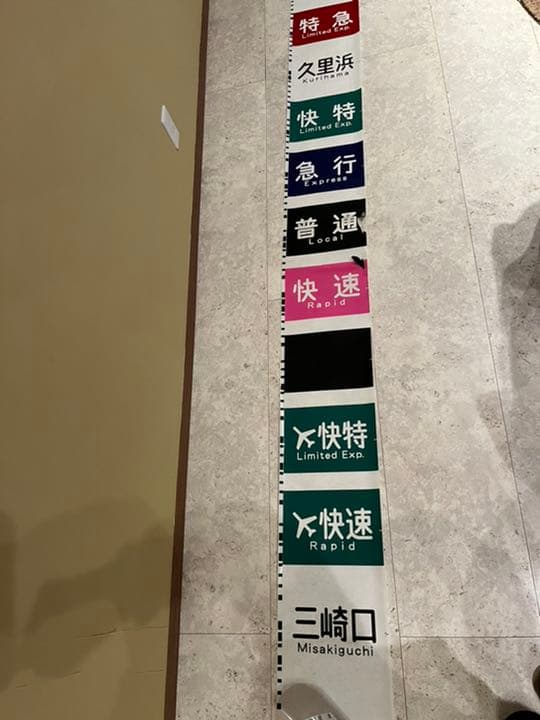 特急
Limited Exp.
久里浜
Kurihama
快特
Limited Exp.
急行
Express
普通
Local
快速
Rapid
快特
Limited Exp.
快速
Rapid
三崎口
Misakiguchi